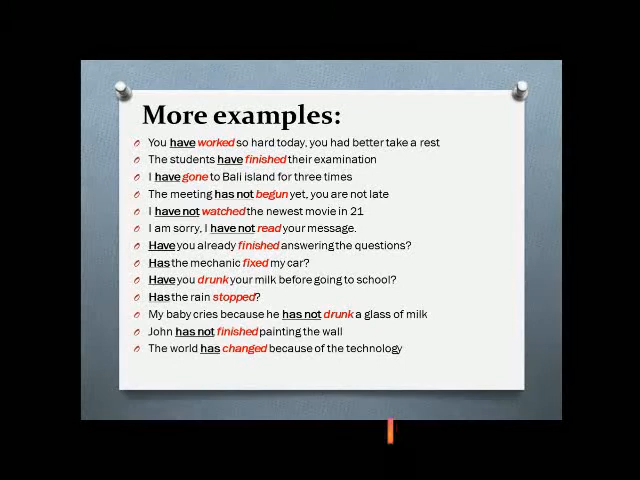 More examples:
You have worked so hard today, you had better take a rest
The students have finished their examination
I have gone to Bali island for three times
The meeting has not begun yet, you are not late
I have not watched the newest movie in 21
I am sorry, I have not read your message.
Have you already finished answering the questions?
Has the mechanic fixed my car?
Have you drunk your milk before going to school?
Has the rain stopped?
My baby cries because he has not drunk a glass of milk
John has not finished painting the wall
The world has changed because of the technology